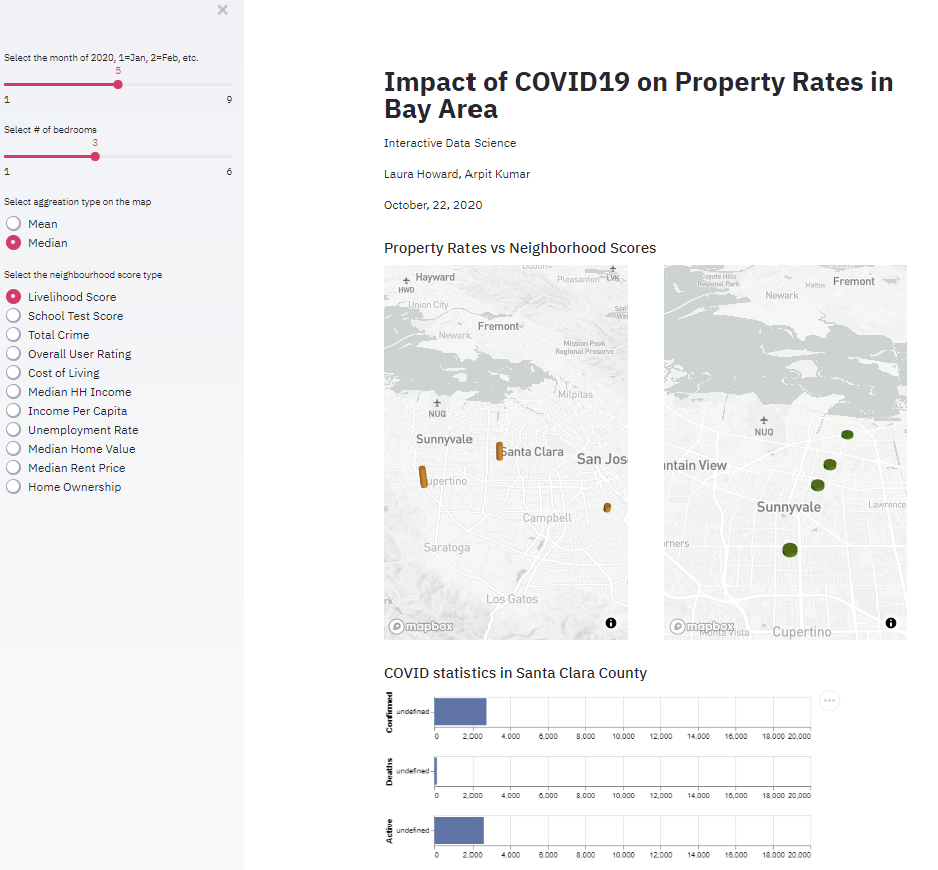 ×
Select the month of 2020, 1=Jan, 2=Feb, etc.
5
1 9
Select # of bedrooms
3
1 6
Select aggreation type on the map
Mean
Median
Select the neighbourhood score type
Livelihood Score
School Test Score
Total Crime
Overall User Rating
Cost of Living
Median HH Income
Income Per Capita
Unemployment Rate
Median Home Value
Median Rent Price
Home Ownership
Impact of COVID19 on Property Rates in
Bay Area
Interactive Data Science
Laura Howard, Arpit Kumar
October, 22, 2020
Property Rates vs Neighborhood Scores
Hayward
HWD
Pleasanton
LVK
Union City
Fremont
Newark
Mission Peak
Regional Preserve
Milpitas
NUQ
Sunnyvale
Santa Clara
San Jos
upertino
Campbell
Saratoga
Los Gatos
rk
mapbox
Coyote Hills
Regional Park
Mattos
Fremont
Newark
NUQ
ntain View
Sunnyvale
Lawrence
rners
Monta Vista
Cupertino
mapbox
COVID statistics in Santa Clara County
Confirmed
undefined
0 2,000 4,000 6,000 8,000 10,000 12,000 14,000 16,000 18,000 20,000
Deaths
undefined
0 2,000 4,000 6,000 8,000 10,000 12,000 14,000 16,000 18,000 20,000
Active
undefined
0 2,000 4,000 6,000 8,000 10,000 12,000 14,000 16,000 18,000 20,000